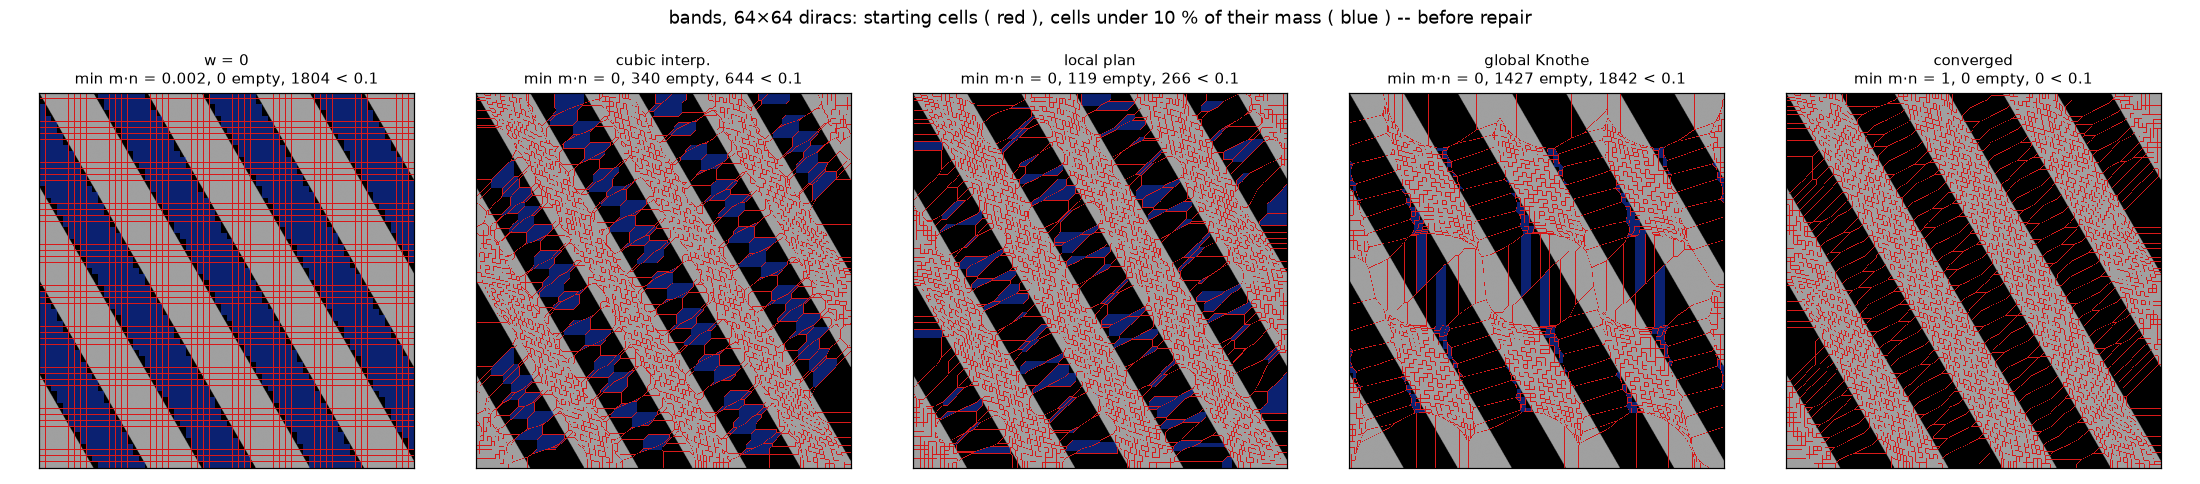 bands, 64×64 diracs: starting cells ( red ), cells under 10 % of their mass ( blue ) -- before repair
w = 0
min m·n = 0.002, 0 empty, 1804 < 0.1
cubic interp.
min m·n = 0, 340 empty, 644 < 0.1
local plan
min m·n = 0, 119 empty, 266 < 0.1
global Knothe
min m·n = 0, 1427 empty, 1842 < 0.1
converged
min m·n = 1, 0 empty, 0 < 0.1